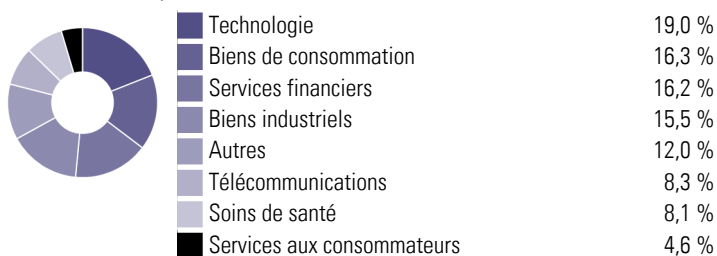 Technologie 19,0 %
Biens de consommation 16,3 %
Services financiers 16,2 %
Biens industriels 15,5 %
Autres 12,0 %
Télécommunications 8,3 %
Soins de santé 8,1 %
Services aux consommateurs 4,6 %